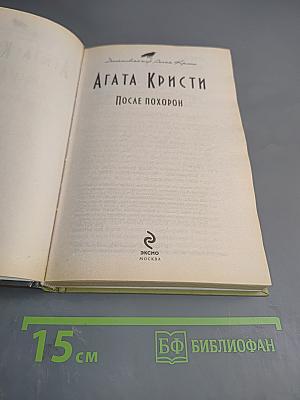 Агата Кристи
После похорон
ЭКСМО
МОСКВА
15 см
БФ БИБЛИОФАН